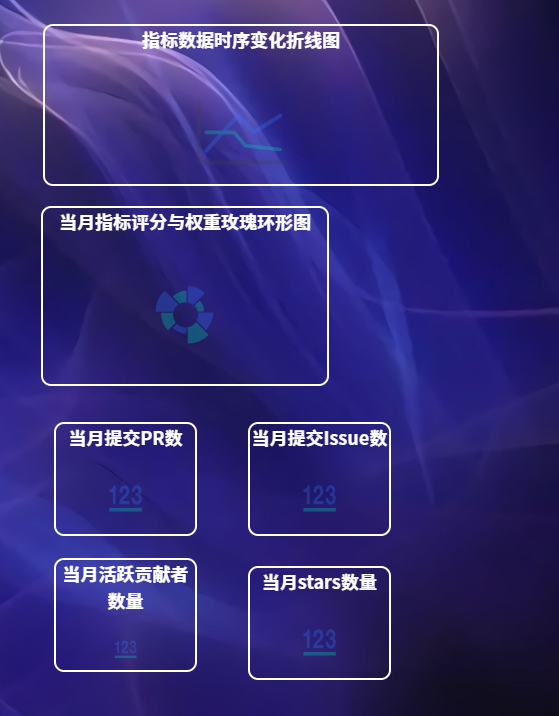 指标数据时序变化折线图
当月指标评分与权重玫瑰环形图
当月提交PR数
当月提交Issue数
123
123
当月活跃贡献者
数量
当月stars数量
123
123